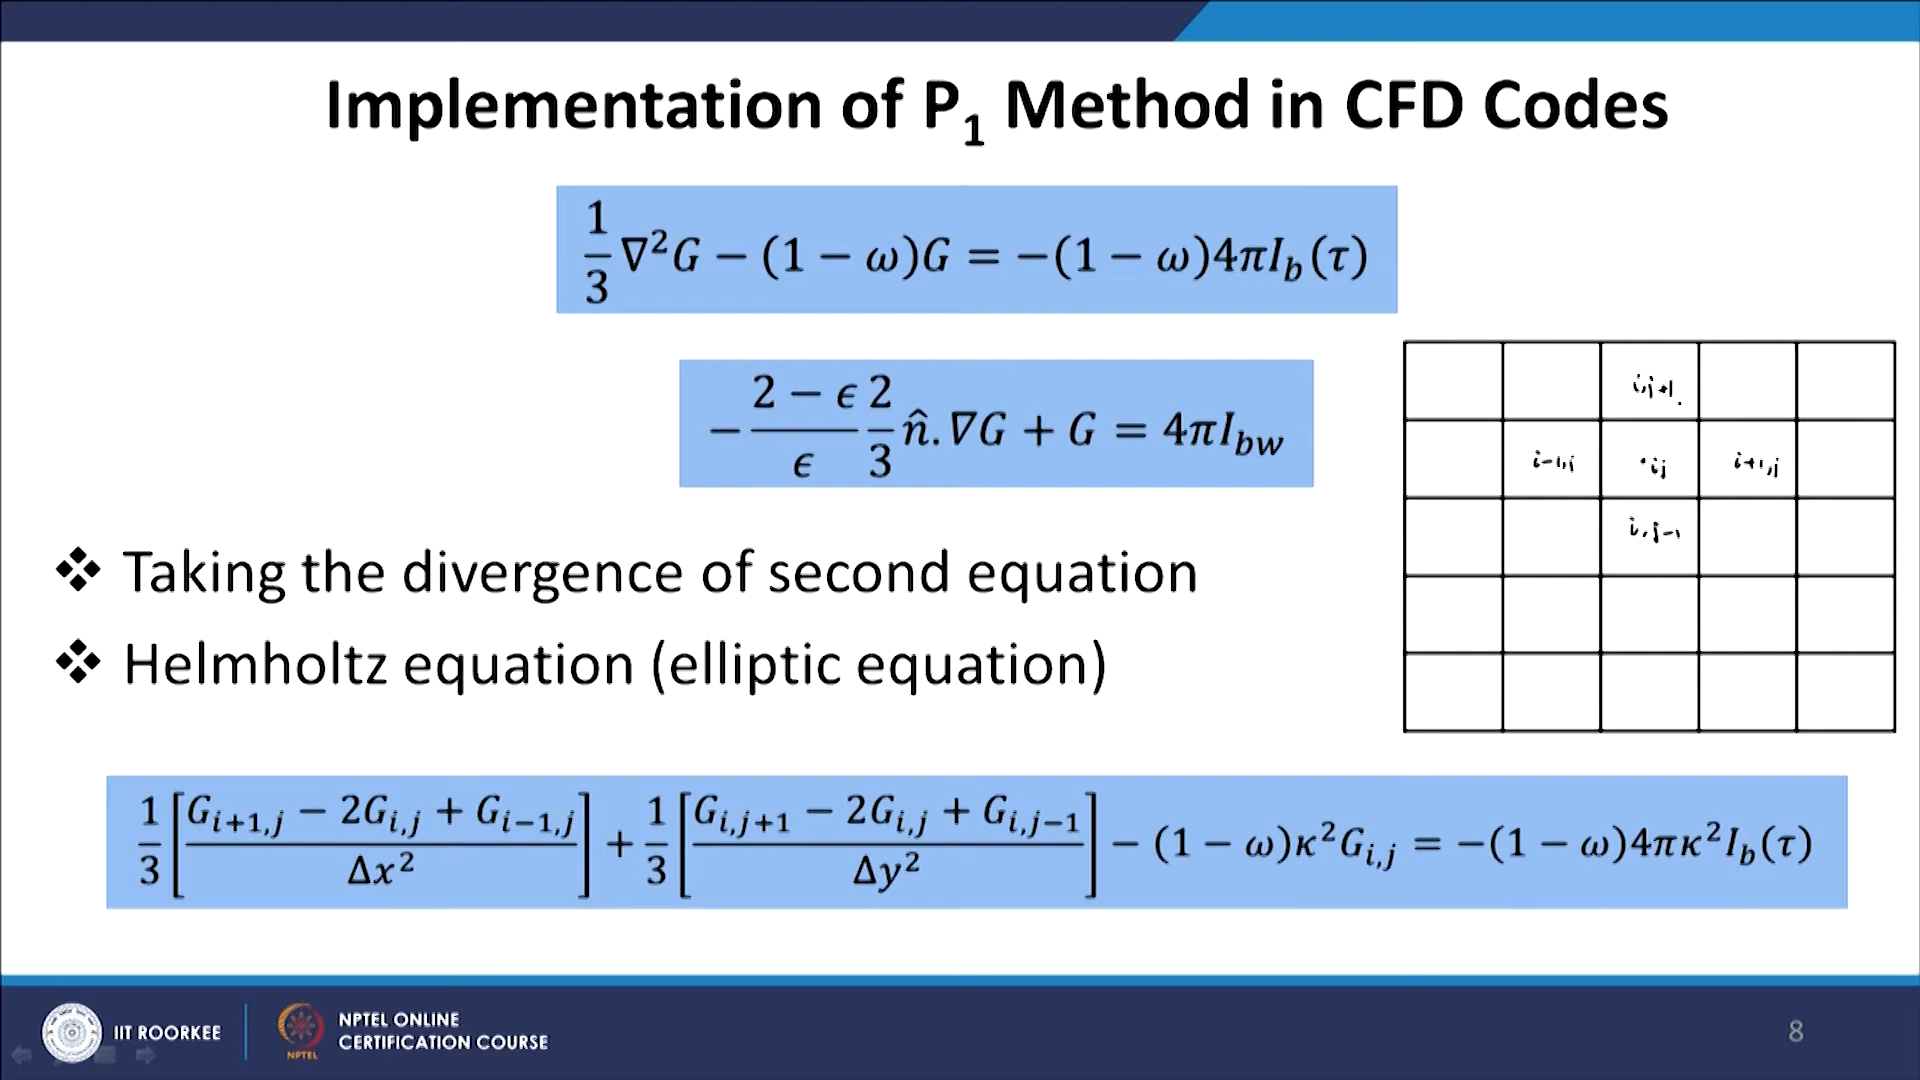 Implementation of P₁ Method in CFD Codes
1/3 ∇²G − (1 − ω)G = −(1 − ω)4πI_b(τ)
− (2 − ϵ)/ϵ 2/3 n̂.∇G + G = 4πI_bw
i,j+1
i-1,j i,j i+1,j
i,j-1
❖ Taking the divergence of second equation
❖ Helmholtz equation (elliptic equation)
1/3 [(G_{i+1,j} − 2G_{i,j} + G_{i−1,j})/Δx²] + 1/3 [(G_{i,j+1} − 2G_{i,j} + G_{i,j−1})/Δy²] − (1 − ω)κ²G_{i,j} = −(1 − ω)4πκ²I_b(τ)
IIT ROORKEE
NPTEL
NPTEL ONLINE
CERTIFICATION COURSE
8